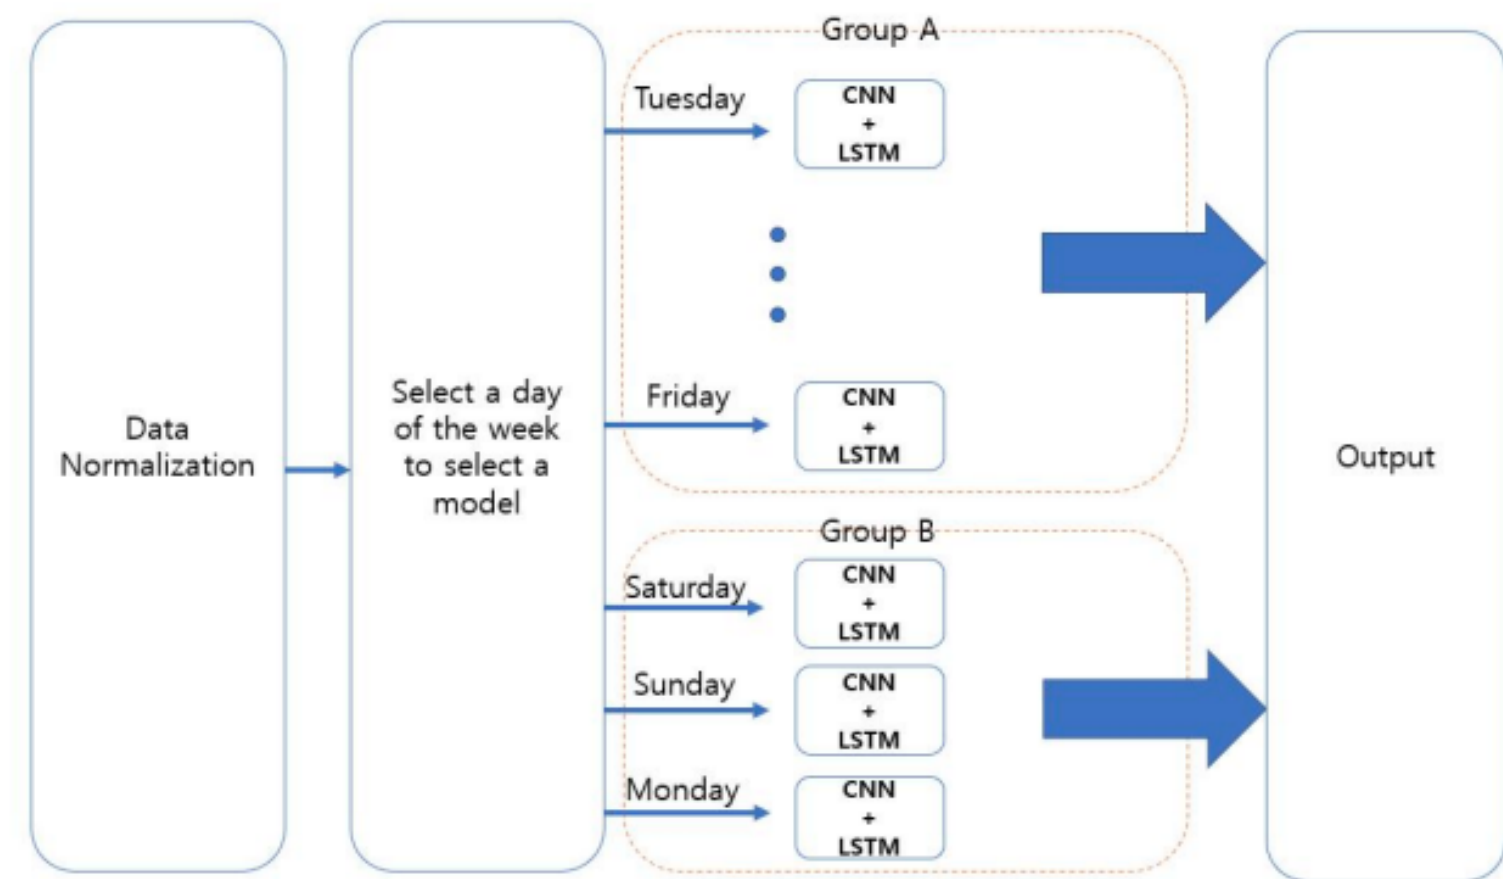 Data
Normalization
Select a day
of the week
to select a
model
Group A
Tuesday
CNN
+
LSTM
Friday
CNN
+
LSTM
Group B
Saturday
CNN
+
LSTM
Sunday
CNN
+
LSTM
Monday
CNN
+
LSTM
Output